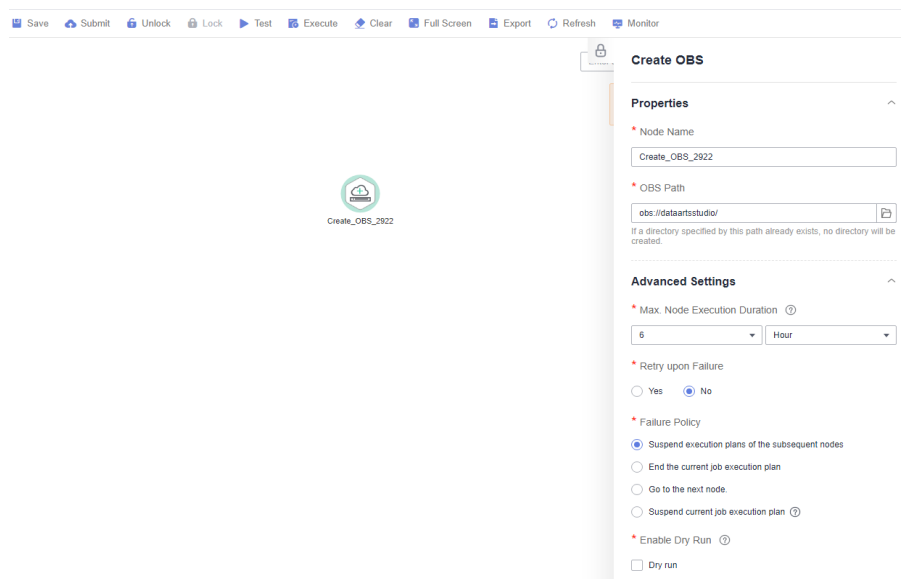 Save Submit Unlock Lock Test Execute Clear Full Screen Export Refresh Monitor
Create_OBS_2922
Create OBS
Properties
* Node Name
Create_OBS_2922
* OBS Path
obs://dataartsstudio/
If a directory specified by this path already exists, no directory will be
created.
Advanced Settings
* Max. Node Execution Duration ?
6 Hour
* Retry upon Failure
Yes No
* Failure Policy
Suspend execution plans of the subsequent nodes
End the current job execution plan
Go to the next node.
Suspend current job execution plan ?
* Enable Dry Run ?
Dry run